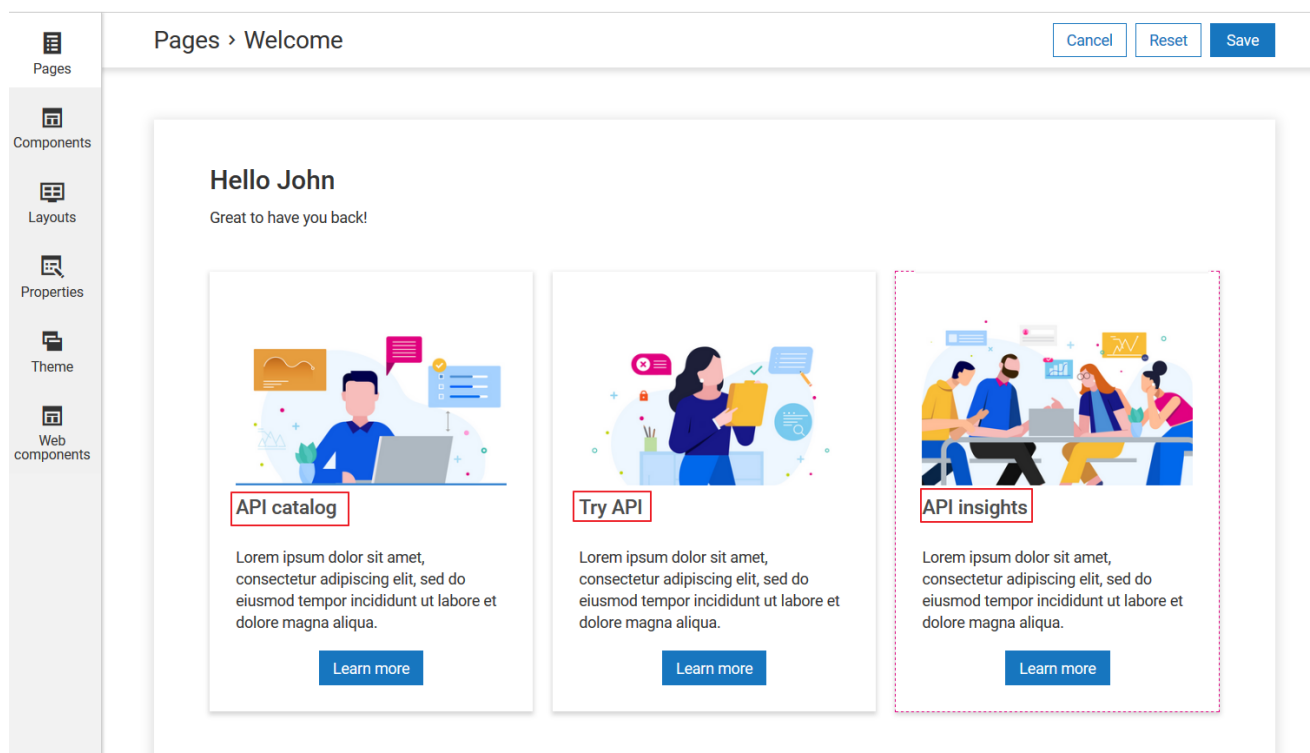 Pages
Components
Layouts
Properties
Theme
Web
components
Pages › Welcome
Cancel
Reset
Save
Hello John
Great to have you back!
API catalog
Lorem ipsum dolor sit amet,
consectetur adipiscing elit, sed do
eiusmod tempor incididunt ut labore et
dolore magna aliqua.
Learn more
Try API
Lorem ipsum dolor sit amet,
consectetur adipiscing elit, sed do
eiusmod tempor incididunt ut labore et
dolore magna aliqua.
Learn more
API insights
Lorem ipsum dolor sit amet,
consectetur adipiscing elit, sed do
eiusmod tempor incididunt ut labore et
dolore magna aliqua.
Learn more